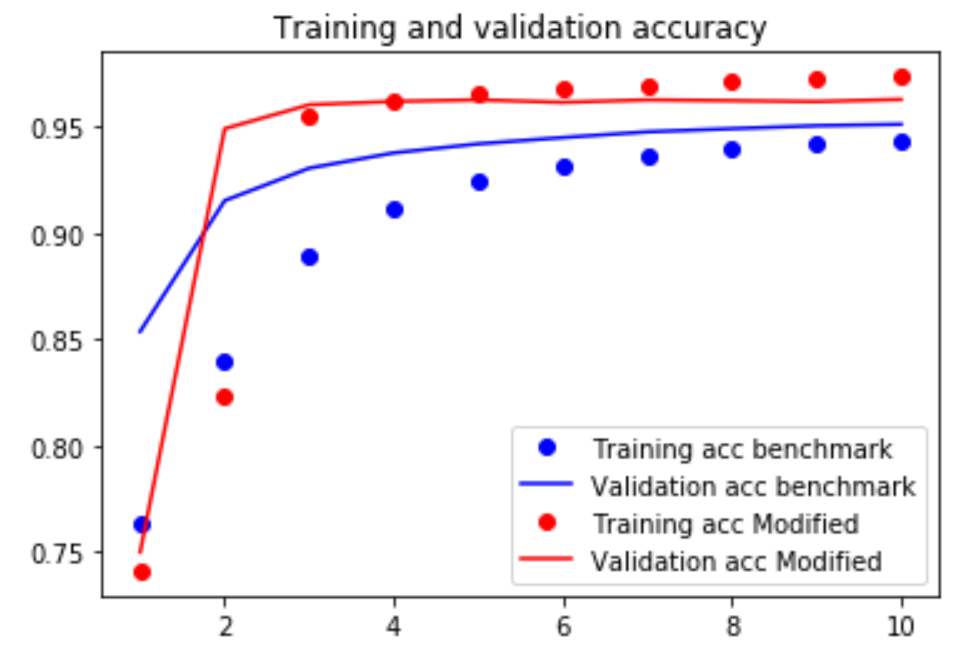 Training and validation accuracy
0.95
0.90
0.85
0.80
0.75
Training acc benchmark
Validation acc benchmark
Training acc Modified
Validation acc Modified
2 4 6 8 10